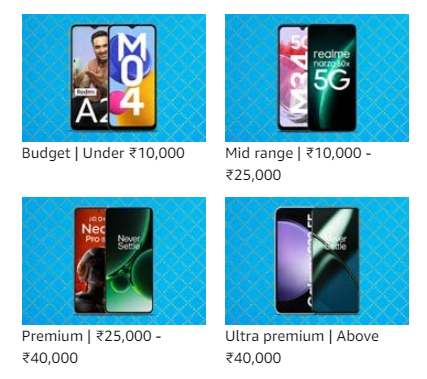 Redmi
A2
M04
M34 5G
realme
narzo 60x
5G
Budget | Under ₹10,000
Mid range | ₹10,000 -
₹25,000
Neo
Pro
Never
Settle
Never
Settle
Premium | ₹25,000 -
₹40,000
Ultra premium | Above
₹40,000